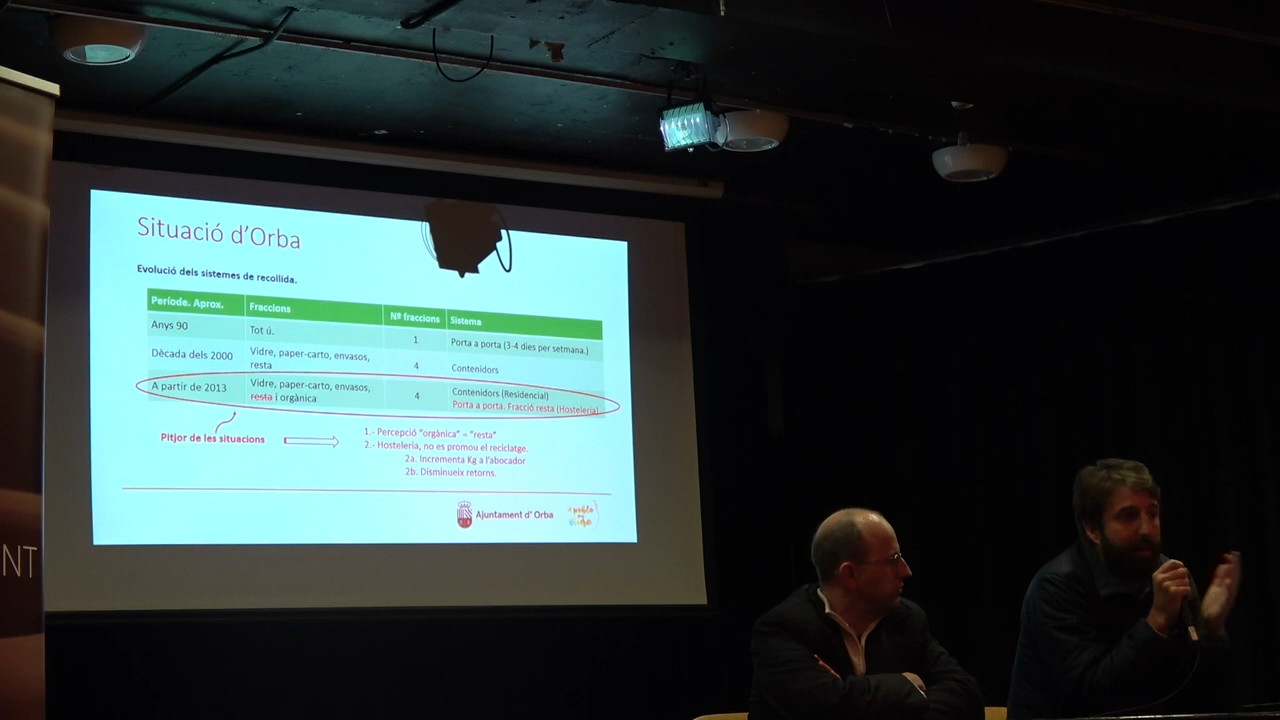 Situació d'Orba
Evolució dels sistemes de recollida.
Període. Aprox. Fraccions Nº fraccions Sistema
Anys 90 Tot ú. 1 Porta a porta (3-4 dies per setmana.)
Dècada dels 2000 Vidre, paper-carto, envasos, resta 4 Contenidors
A partir de 2013 Vidre, paper-carto, envasos, resta i orgànica 4 Contenidors (Residencial)
Porta a porta. Fracció resta (Hosteleria)
Pitjor de les situacions
1.- Percepció "orgànica" = "resta"
2.- Hosteleria, no es promou el reciclatge.
2a. Incrementa Kg a l'abocador
2b. Disminueix retorns.
Ajuntament d' Orba
NT